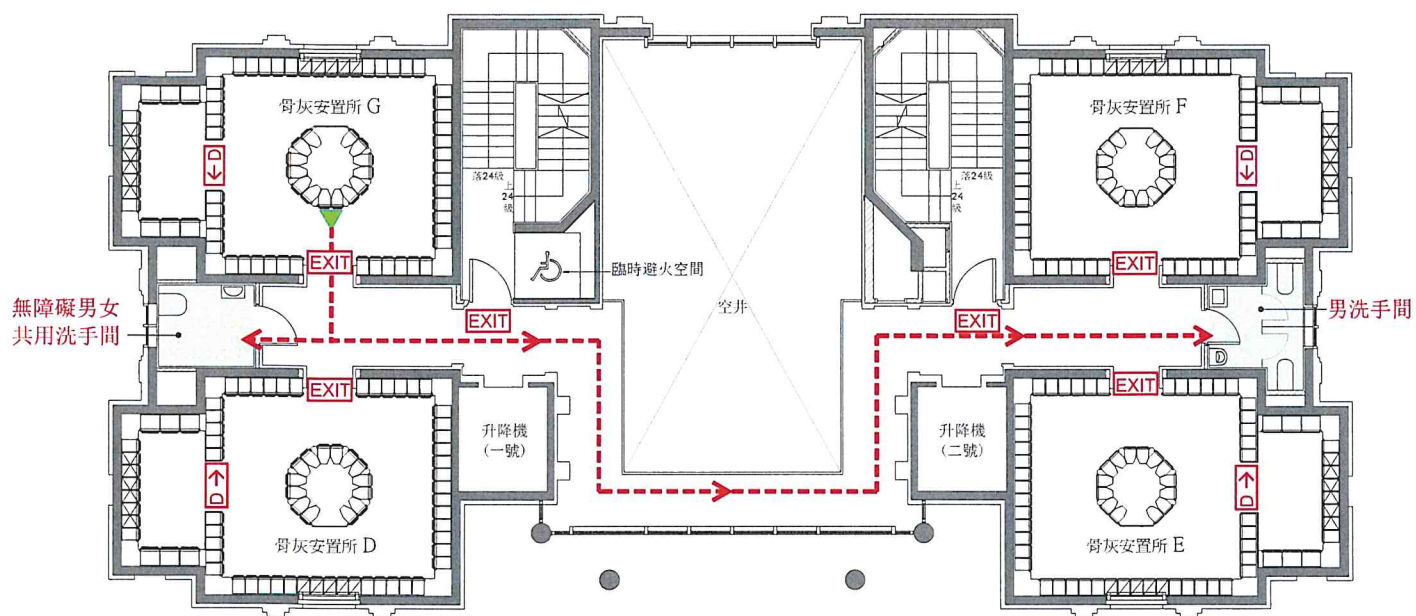 骨灰安置所 G
骨灰安置所 F
D
D
落24級
上
24
級
落24級
上
24
級
EXIT
EXIT
臨時避火空間
空井
無障礙男女
共用洗手間
男洗手間
EXIT
EXIT
EXIT
EXIT
升降機
(一號)
升降機
(二號)
D
D
骨灰安置所 D
骨灰安置所 E